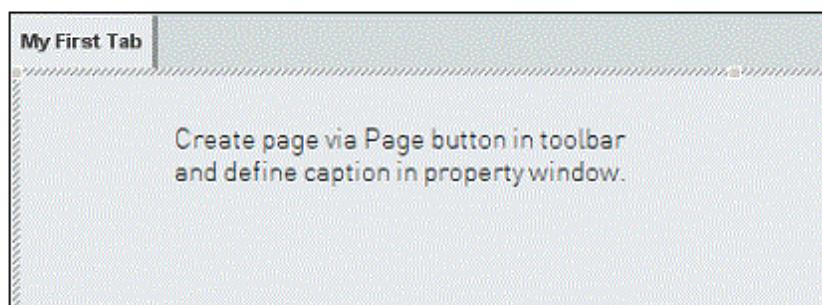 My First Tab
Create page via Page button in toolbar
and define caption in property window.